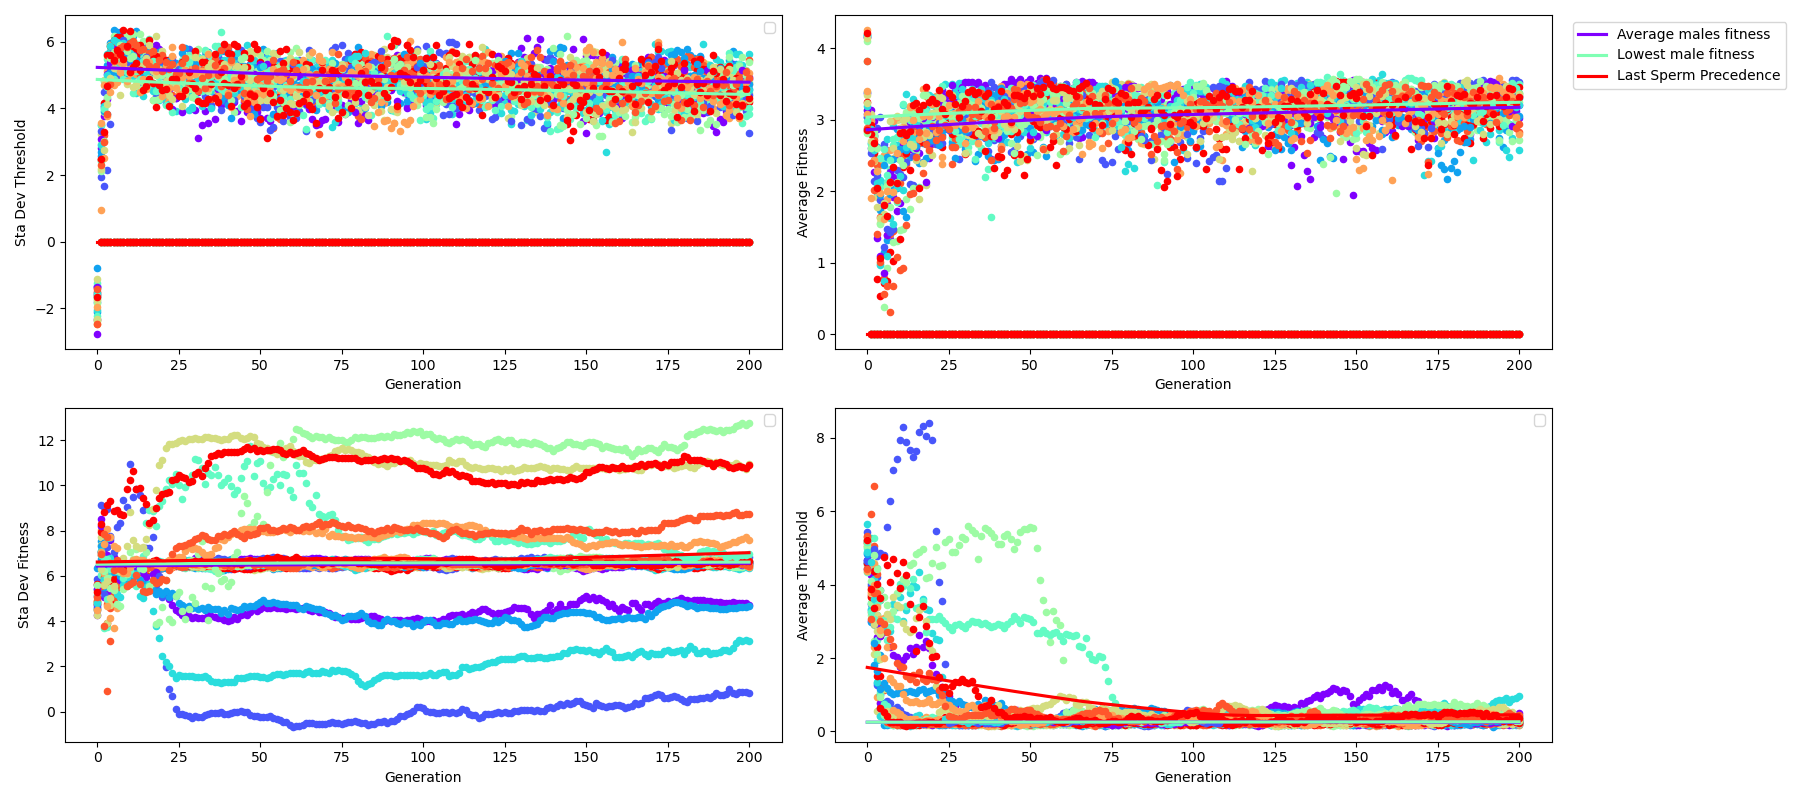 Sta Dev Threshold
6
4
2
0
−2
0 25 50 75 100 125 150 175 200
Generation
Average Fitness
4
3
2
1
0
0 25 50 75 100 125 150 175 200
Generation
Average males fitness
Lowest male fitness
Last Sperm Precedence
Sta Dev Fitness
12
10
8
6
4
2
0
0 25 50 75 100 125 150 175 200
Generation
Average Threshold
8
6
4
2
0
0 25 50 75 100 125 150 175 200
Generation